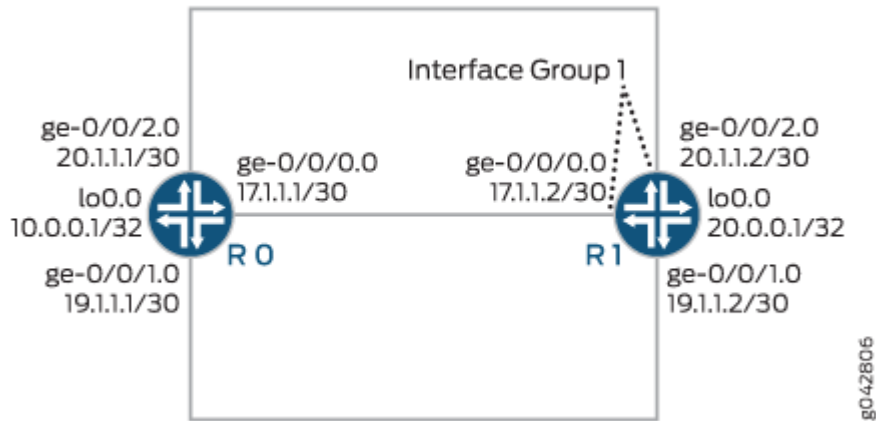 Interface Group 1
ge-0/0/2.0
20.1.1.1/30
lo0.0
10.0.0.1/32
ge-0/0/1.0
19.1.1.1/30
ge-0/0/0.0
17.1.1.1/30
R 0
ge-0/0/0.0
17.1.1.2/30
R 1
ge-0/0/2.0
20.1.1.2/30
lo0.0
20.0.0.1/32
ge-0/0/1.0
19.1.1.2/30
g042806